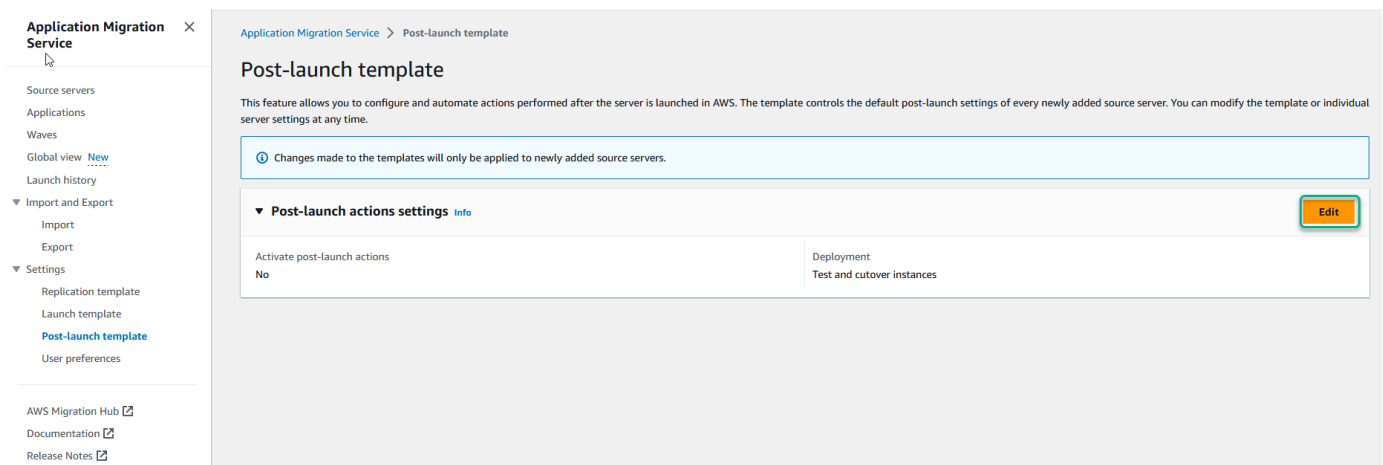 Application Migration
Service
Source servers
Applications
Waves
Global view New
Launch history
Import and Export
Import
Export
Settings
Replication template
Launch template
Post-launch template
User preferences
AWS Migration Hub
Documentation
Release Notes
Application Migration Service > Post-launch template
Post-launch template
This feature allows you to configure and automate actions performed after the server is launched in AWS. The template controls the default post-launch settings of every newly added source server. You can modify the template or individual
server settings at any time.
Changes made to the templates will only be applied to newly added source servers.
Post-launch actions settings Info
Edit
Activate post-launch actions
No
Deployment
Test and cutover instances